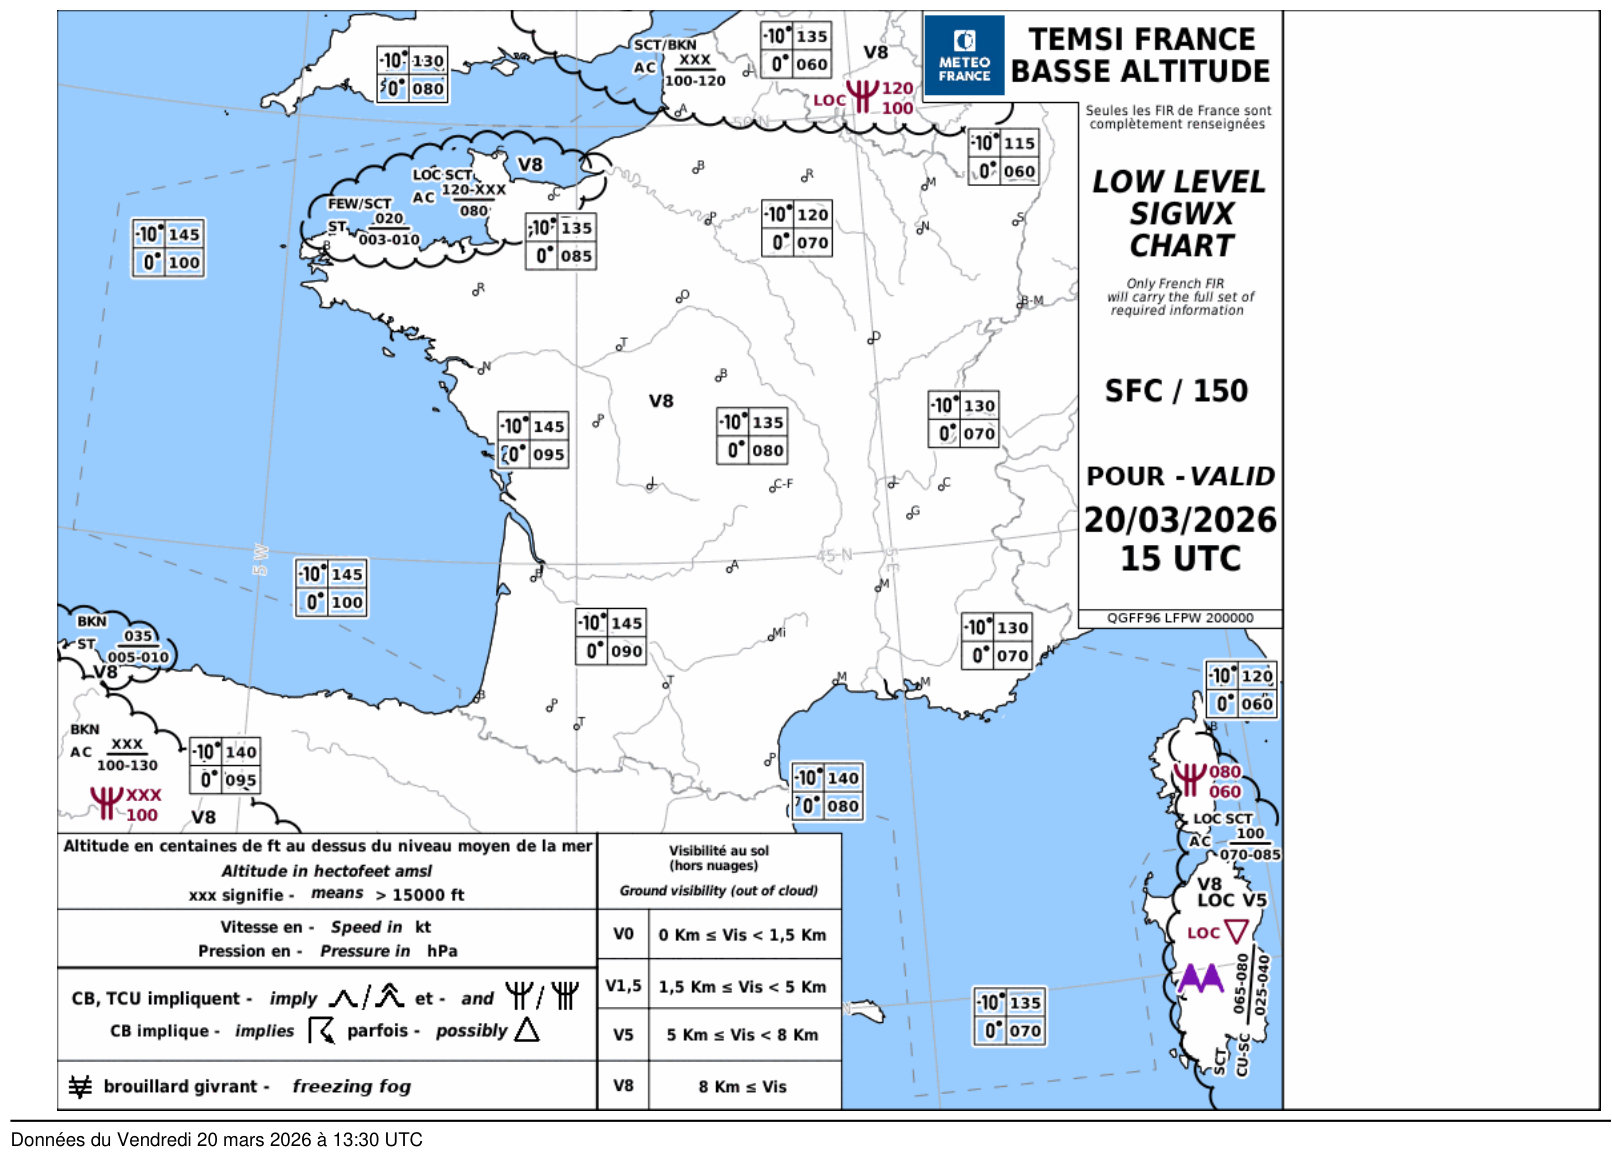 METEO
FRANCE
TEMSI FRANCE
BASSE ALTITUDE
Seules les FIR de France sont
complètement renseignées
LOW LEVEL
SIGWX
CHART
Only French FIR
will carry the full set of
required information
SFC / 150
POUR - VALID
20/03/2026
15 UTC
QGFF96 LFPW 200000
-10° 130
0° 080
SCT/BKN
AC XXX
100-120
-10° 135
0° 060
V8
LOC 120
100
L
A
50 N
-10° 115
0° 060
C
V8
LOC SCT
AC 120-XXX
080
FEW/SCT
ST 020
003-010
B
C
-10° 135
0° 085
B
R
M
P
N
S
-10° 120
0° 070
-10° 145
0° 100
R
O
B-M
T
D
N
B
V8
P
-10° 145
0° 095
-10° 135
0° 080
-10° 130
0° 070
L
C-F
L
C
G
5 W
45 N
5 E
-10° 145
0° 100
B
A
M
BKN
ST 035
005-010
V8
-10° 145
0° 090
Mi
-10° 130
0° 070
N
T
M
M
B
P
T
P
-10° 120
0° 060
B
BKN
AC XXX
100-130
XXX
100
-10° 140
0° 095
V8
-10° 140
0° 080
080
060
LOC SCT
AC 100
070-085
V8
LOC V5
LOC
SCT
CU-SC
065-080
025-040
-10° 135
0° 070
N
Altitude en centaines de ft au dessus du niveau moyen de la mer
Altitude in hectofeet amsl
xxx signifie - means > 15000 ft
Vitesse en - Speed in kt
Pression en - Pressure in hPa
CB, TCU impliquent - imply / et - and /
CB implique - implies parfois - possibly
brouillard givrant - freezing fog
Visibilité au sol
(hors nuages)
Ground visibility (out of cloud)
V0 0 Km ≤ Vis < 1,5 Km
V1,5 1,5 Km ≤ Vis < 5 Km
V5 5 Km ≤ Vis < 8 Km
V8 8 Km ≤ Vis
Données du Vendredi 20 mars 2026 à 13:30 UTC